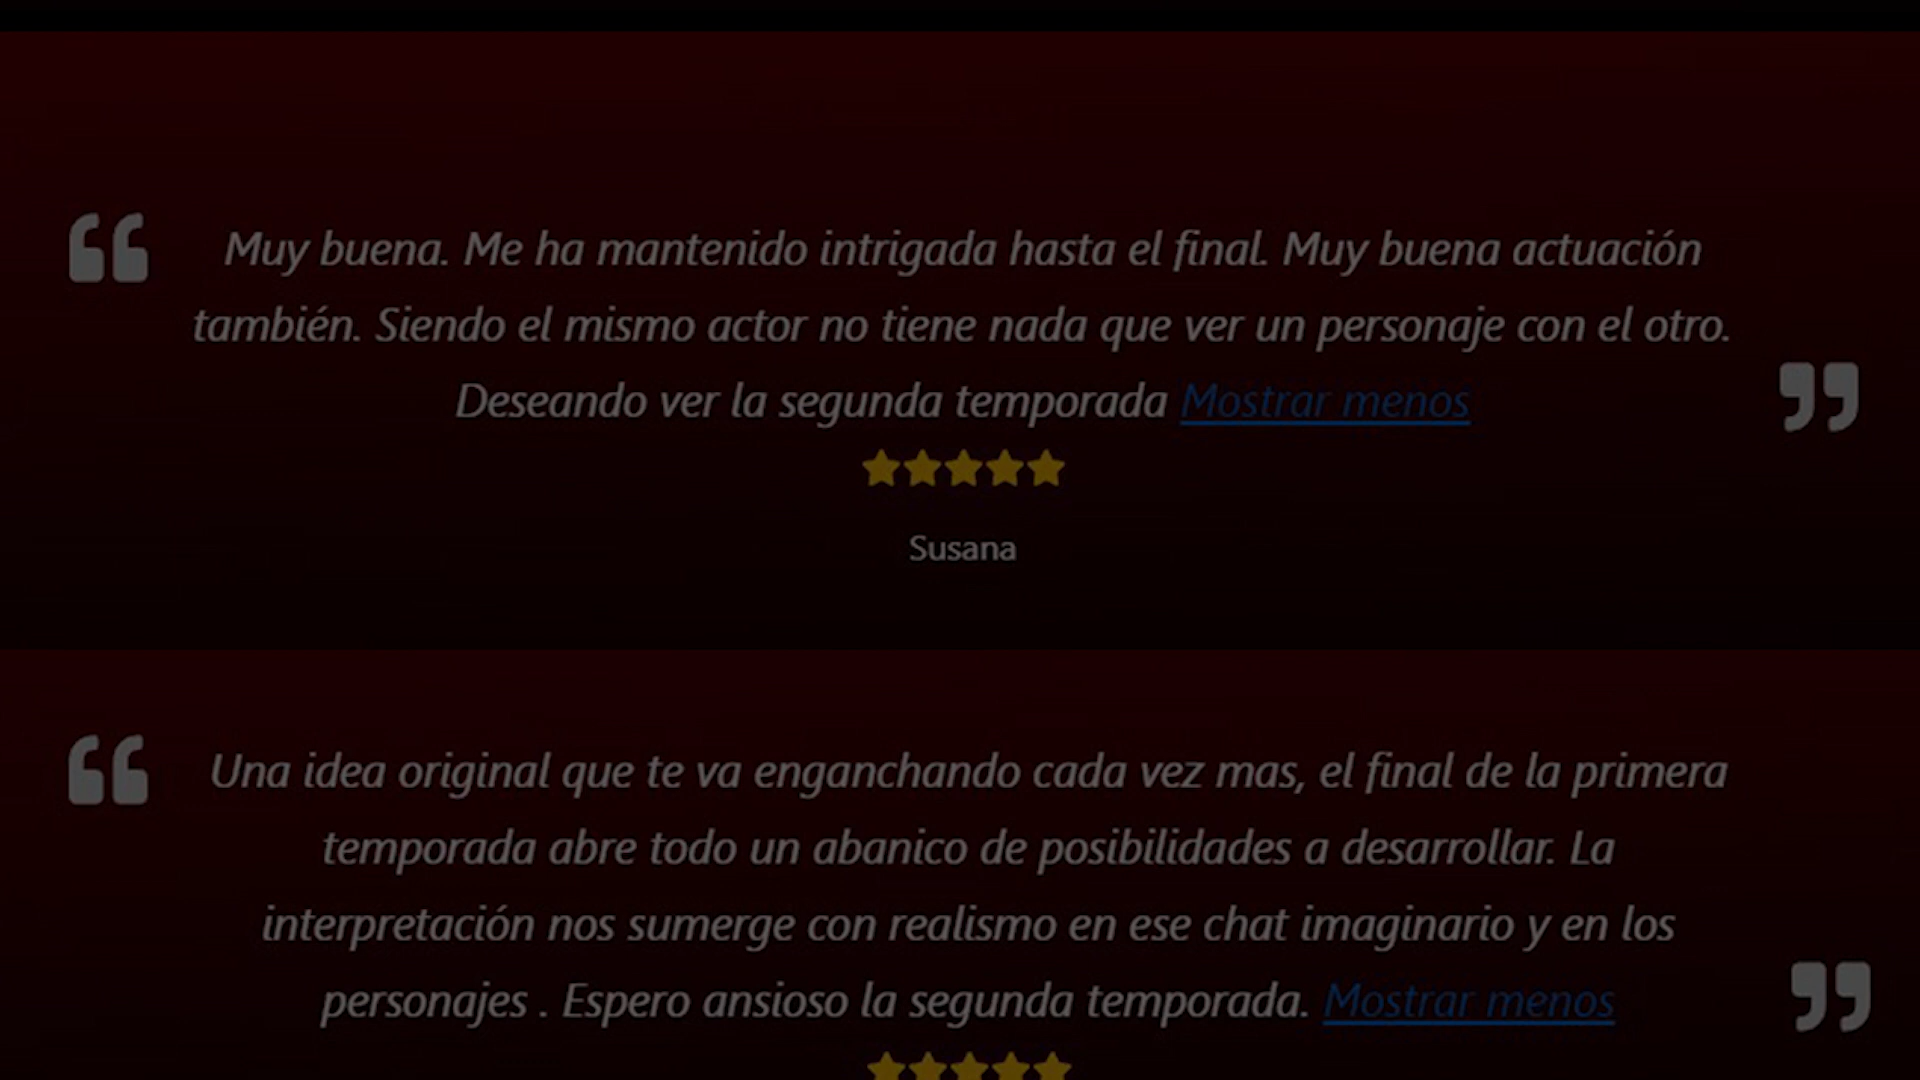 “ Muy buena. Me ha mantenido intrigada hasta el final. Muy buena actuación
también. Siendo el mismo actor no tiene nada que ver un personaje con el otro.
Deseando ver la segunda temporada Mostrar menos ”
Susana
“ Una idea original que te va enganchando cada vez mas, el final de la primera
temporada abre todo un abanico de posibilidades a desarrollar. La
interpretación nos sumerge con realismo en ese chat imaginario y en los
personajes . Espero ansioso la segunda temporada. Mostrar menos ”